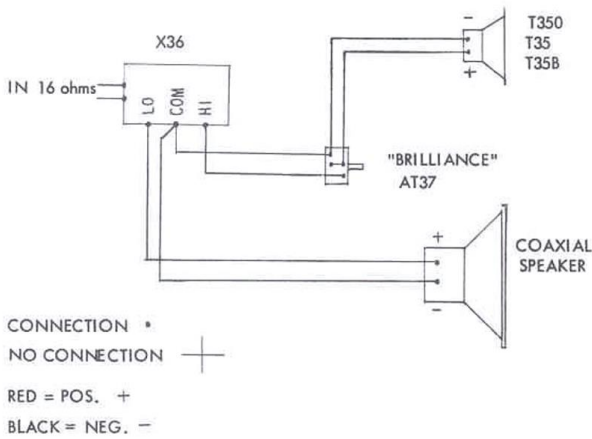 X36
IN 16 ohms
LO
COM
HI
-
+
T350
T35
T35B
"BRILLIANCE"
AT37
+
-
COAXIAL
SPEAKER
CONNECTION •
NO CONNECTION
RED = POS. +
BLACK = NEG. -